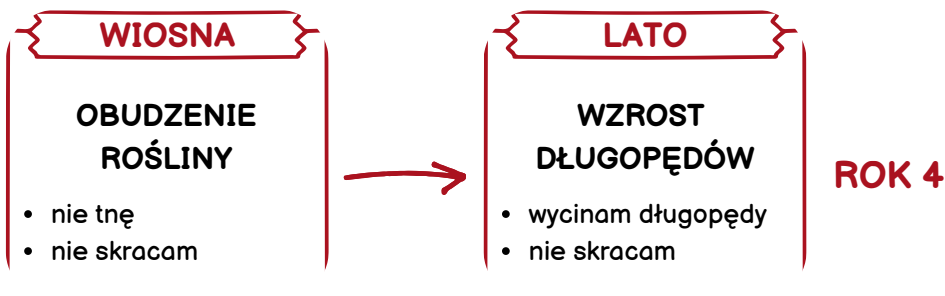 WIOSNA
OBUDZENIE
ROŚLINY
• nie tnę
• nie skracam
LATO
WZROST
DŁUGOPĘDÓW
• wycinam długopędy
• nie skracam
ROK 4